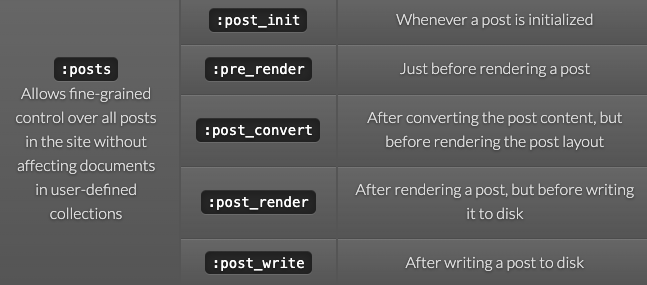 :posts
Allows fine-grained
control over all posts
in the site without
affecting documents
in user-defined
collections
:post_init
Whenever a post is initialized
:pre_render
Just before rendering a post
:post_convert
After converting the post content, but
before rendering the post layout
:post_render
After rendering a post, but before writing
it to disk
:post_write
After writing a post to disk